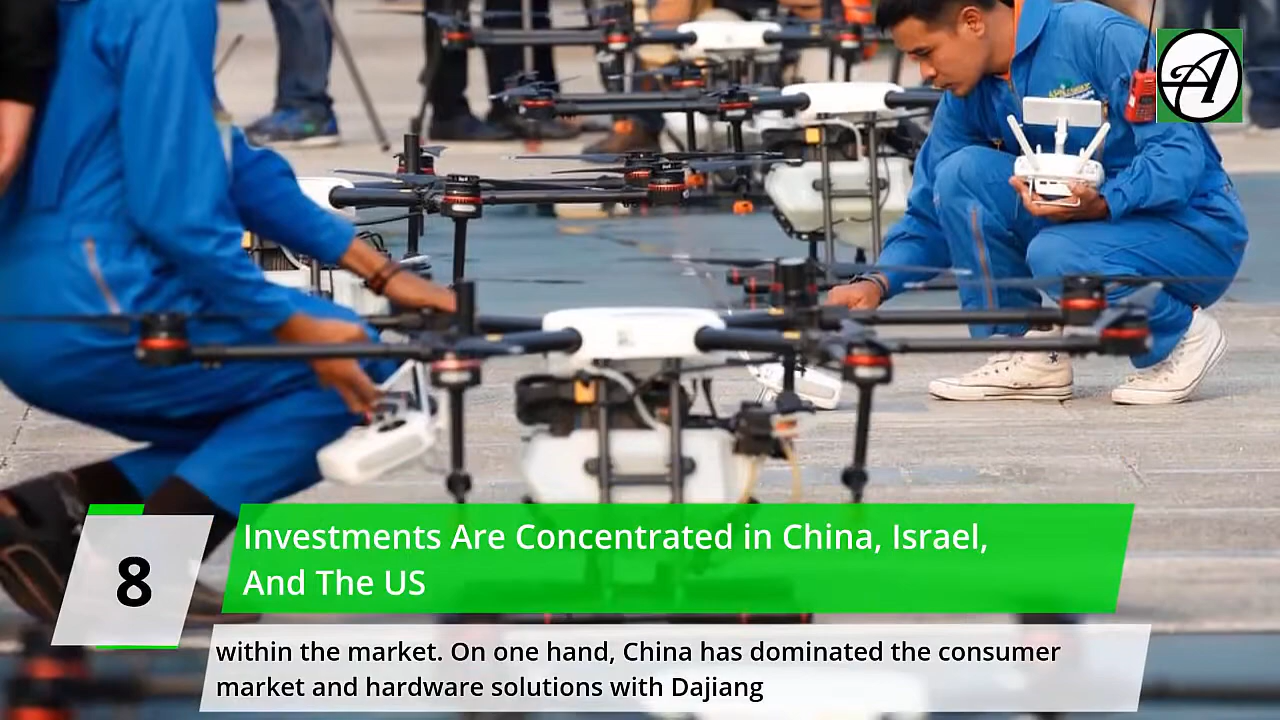 A
Investments Are Concentrated in China, Israel,
And The US
8
within the market. On one hand, China has dominated the consumer
market and hardware solutions with Dajiang